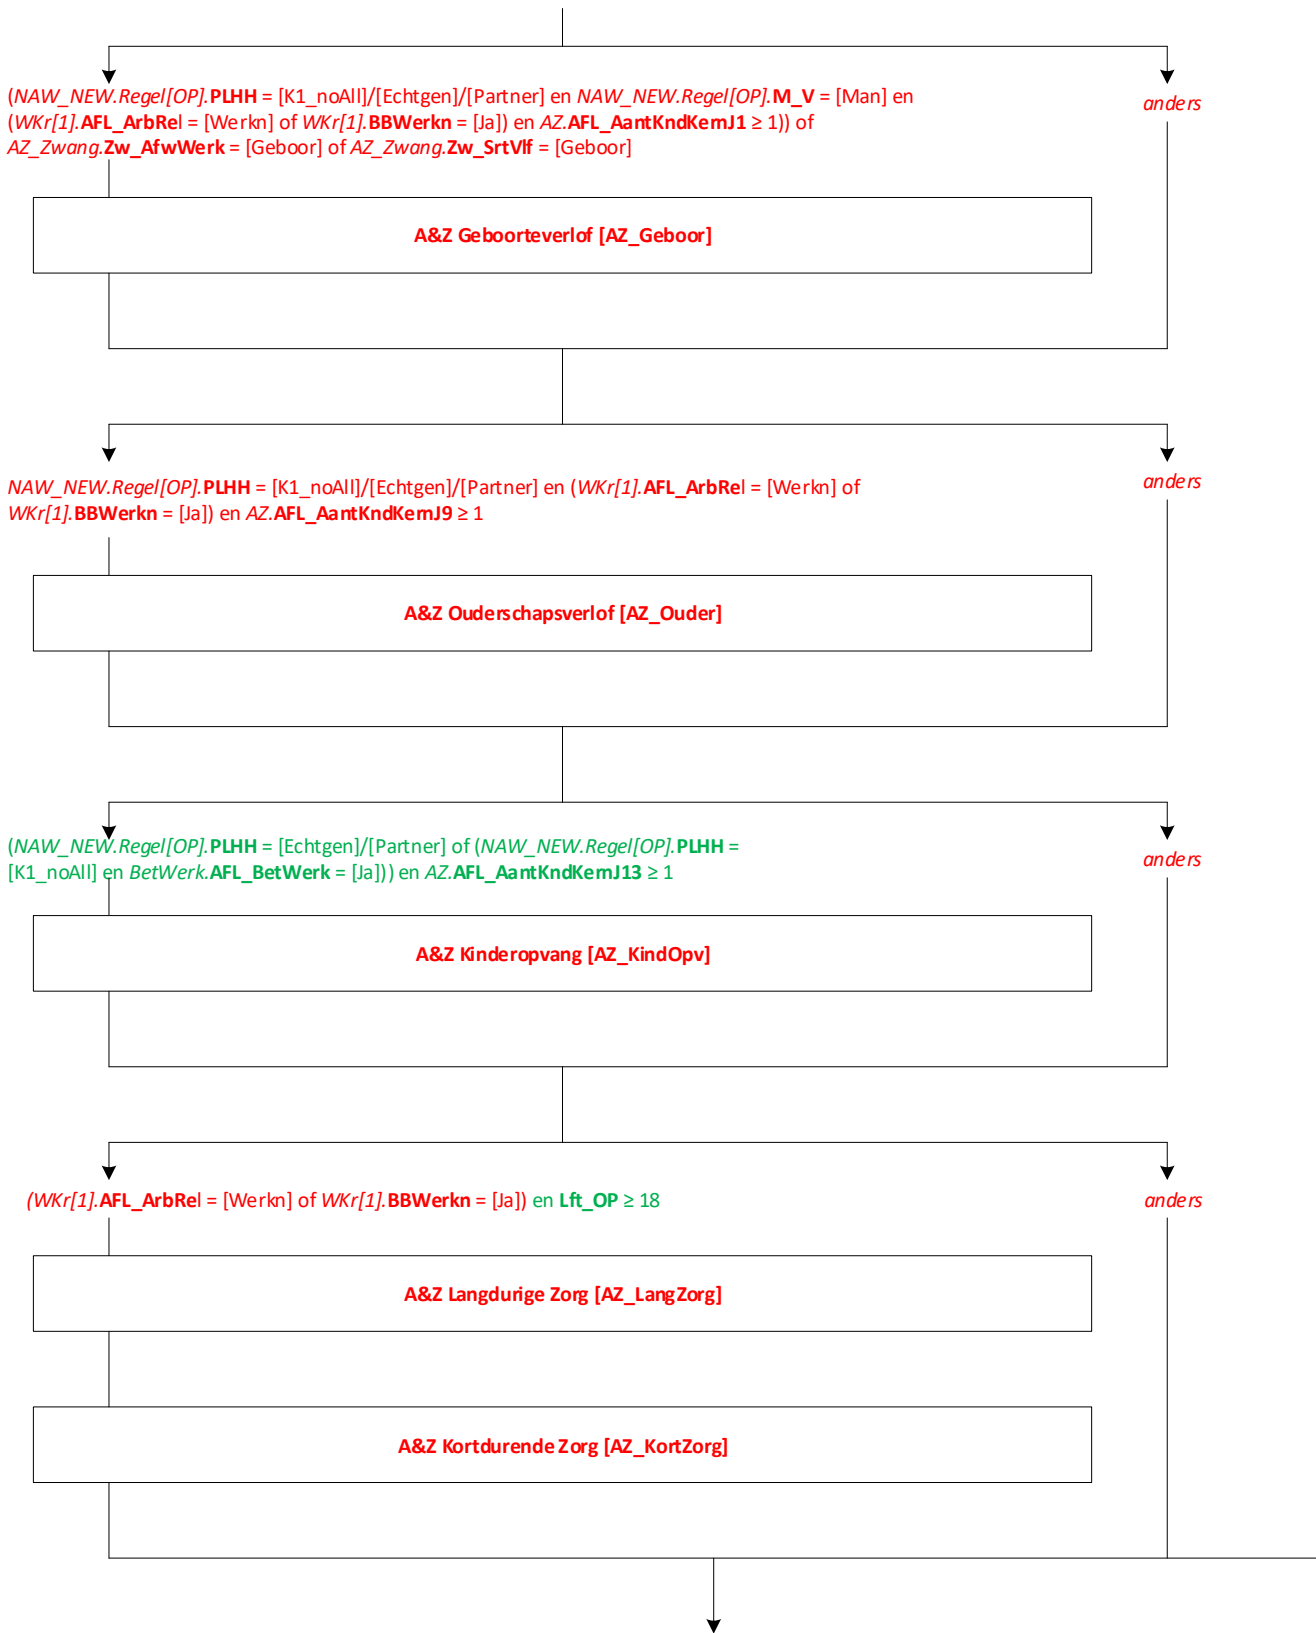 (NAW_NEW.Regel[OP].PLHH = [K1_noAll]/[Echtgen]/[Partner] en NAW_NEW.Regel[OP].M_V = [Man] en
(WKr[1].AFL_ArbRel = [Werkn] of WKr[1].BBWerkn = [Ja]) en AZ.AFL_AantKndKernJ1 ≥ 1)) of
AZ_Zwang.Zw_AfwWerk = [Geboor] of AZ_Zwang.Zw_SrtVlf = [Geboor]
anders
A&Z Geboorteverlof [AZ_Geboor]
NAW_NEW.Regel[OP].PLHH = [K1_noAll]/[Echtgen]/[Partner] en (WKr[1].AFL_ArbRel = [Werkn] of
WKr[1].BBWerkn = [Ja]) en AZ.AFL_AantKndKernJ9 ≥ 1
anders
A&Z Ouderschapsverlof [AZ_Ouder]
(NAW_NEW.Regel[OP].PLHH = [Echtgen]/[Partner] of (NAW_NEW.Regel[OP].PLHH =
[K1_noAll] en BetWerk.AFL_BetWerk = [Ja])) en AZ.AFL_AantKndKernJ13 ≥ 1
anders
A&Z Kinderopvang [AZ_KindOpv]
(WKr[1].AFL_ArbRel = [Werkn] of WKr[1].BBWerkn = [Ja]) en Lft_OP ≥ 18
anders
A&Z Langdurige Zorg [AZ_LangZorg]
A&Z Kortdurende Zorg [AZ_KortZorg]